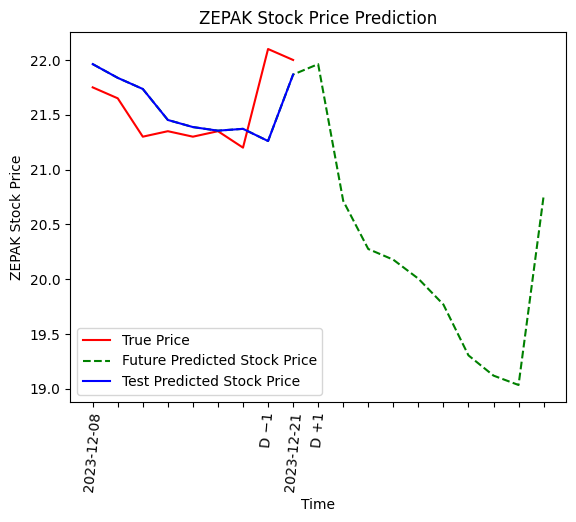 ZEPAK Stock Price Prediction
ZEPAK Stock Price
22.0
21.5
21.0
20.5
20.0
19.5
19.0
True Price
Future Predicted Stock Price
Test Predicted Stock Price
2023-12-08
D −1
2023-12-21
D +1
Time